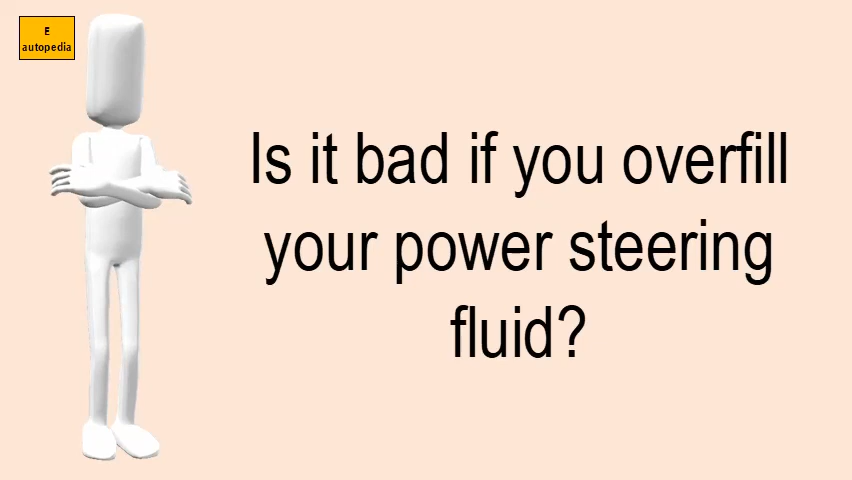 E
autopedia
Is it bad if you overfill
your power steering
fluid?